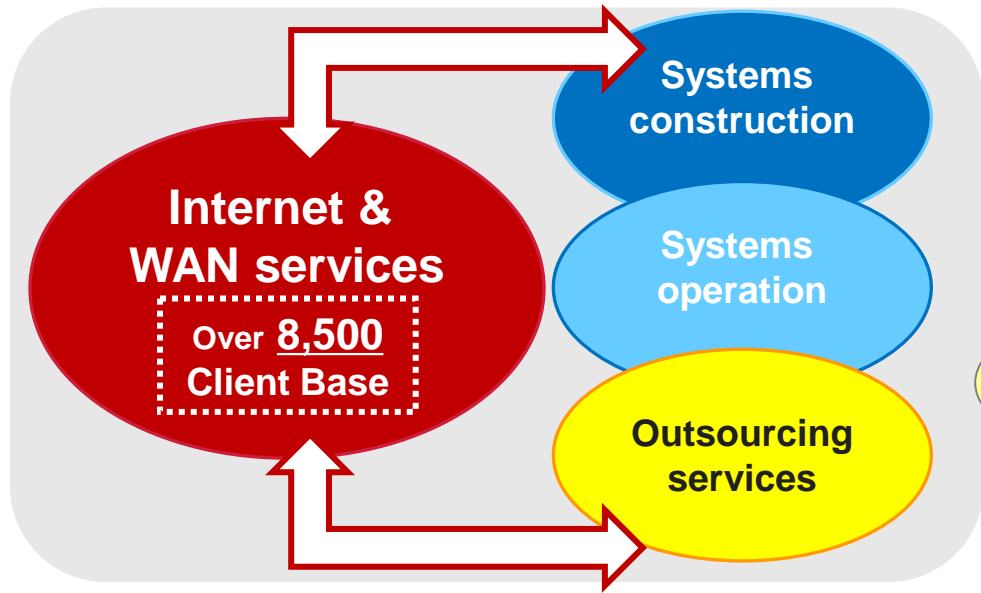 Internet &
WAN services
Over 8,500
Client Base
Systems
construction
Systems
operation
Outsourcing
services